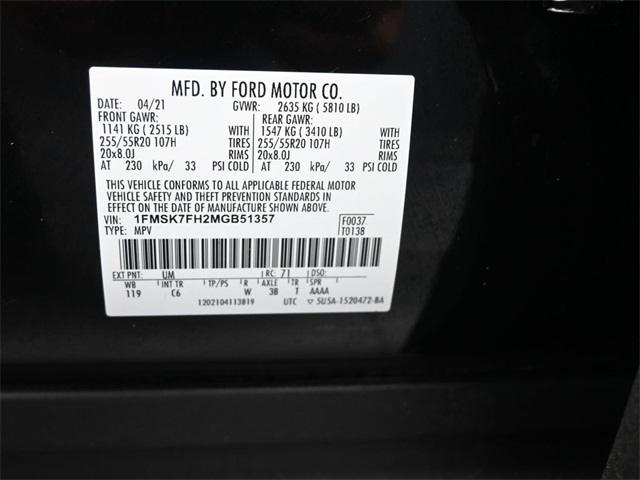 MFD. BY FORD MOTOR CO.
DATE: 04/21 GVWR: 2635 KG ( 5810 LB)
FRONT GAWR: REAR GAWR:
1141 KG ( 2515 LB) WITH 1547 KG ( 3410 LB) WITH
255/55R20 107H TIRES 255/55R20 107H TIRES
20x8.0J RIMS 20x8.0J RIMS
AT 230 kPa/ 33 PSI COLD AT 230 kPa/ 33 PSI COLD
THIS VEHICLE CONFORMS TO ALL APPLICABLE FEDERAL MOTOR
VEHICLE SAFETY AND THEFT PREVENTION STANDARDS IN
EFFECT ON THE DATE OF MANUFACTURE SHOWN ABOVE.
VIN: 1FMSK7FH2MGB51357 F0037
TYPE: MPV T0138
EXT PNT: UM RC: 71 DSO:
WB INT TR TP/PS R AXLE TR SPR
119 C6 W 3B T AAAA
1202104113819 UTC ▽ 5U5A-1520472-BA